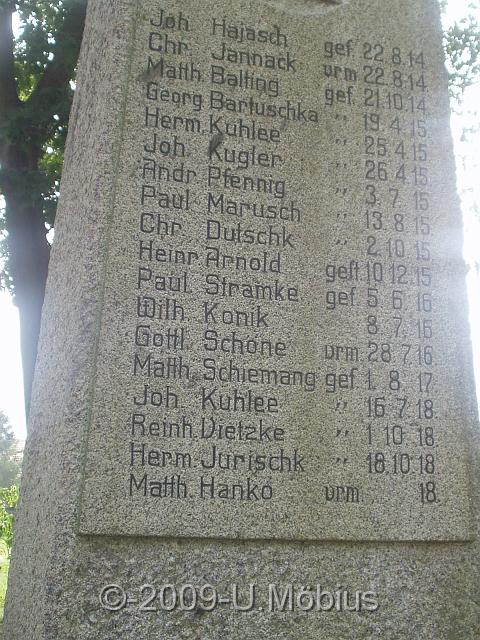 Joh. Hajasch gef. 22.8.14.
Chr. Jannack vrm 22.8.14
Matth. Balting gef. 21.10.14
Georg Bartuschka " 19.4.15
Herm. Kuhlee " 25.4.15
Joh. Kugler " 26.4.15
Andr. Pfennig " 3.7.15
Paul Marusch " 13.8.15
Chr. Dutschk " 2.10.15
Heinr. Arnold gest 10.12.15
Paul Stramke gef. 5.6.16
Wilh. Konik 8.7.16
Gottl. Schöne vrm. 28.7.16.
Matth. Schiemang gef. 1.8.17.
Joh. Kuhlee " 16.7.18.
Reinh. Dietzke " 1.10.18.
Herm. Jurischk " 18.10.18.
Matth. Hanko vrm. 18.
©-2009-U.Möbius